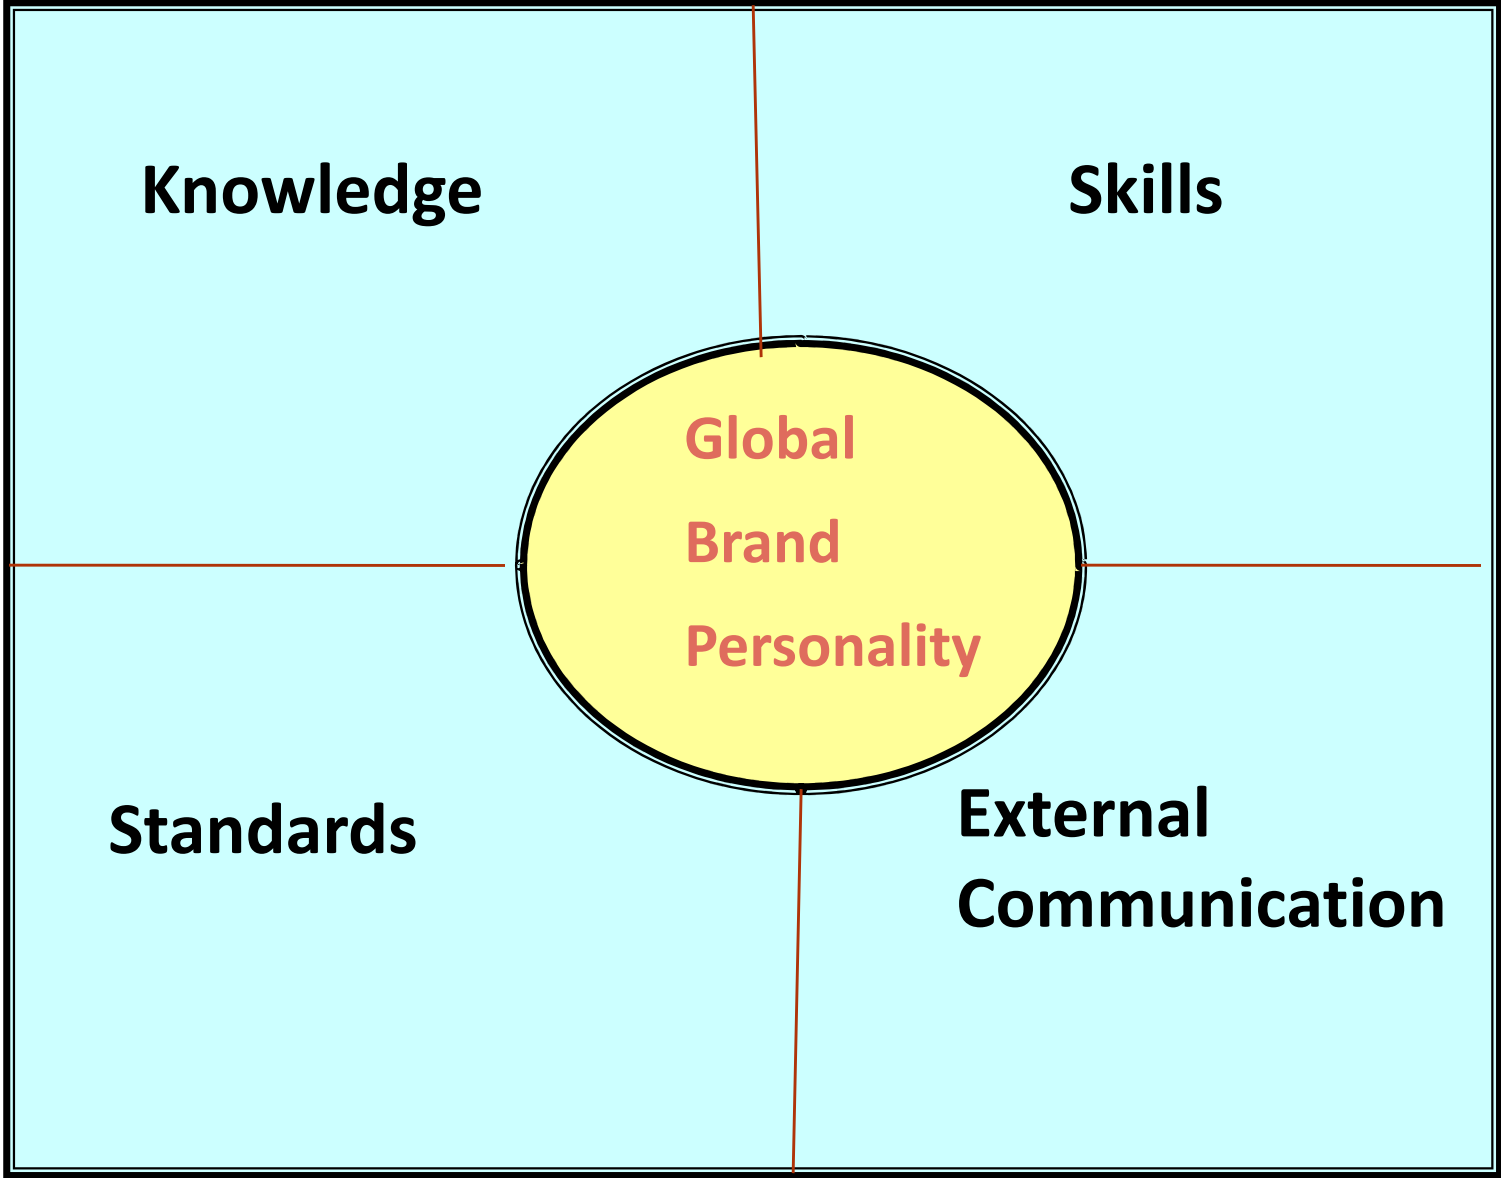 Knowledge
Skills
Global
Brand
Personality
Standards
External
Communication